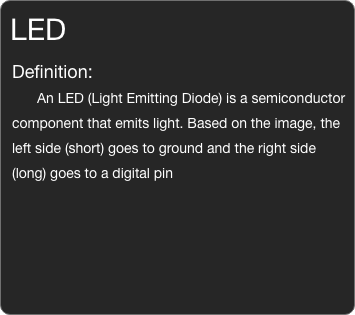 LED
Definition:
An LED (Light Emitting Diode) is a semiconductor
component that emits light. Based on the image, the
left side (short) goes to ground and the right side
(long) goes to a digital pin